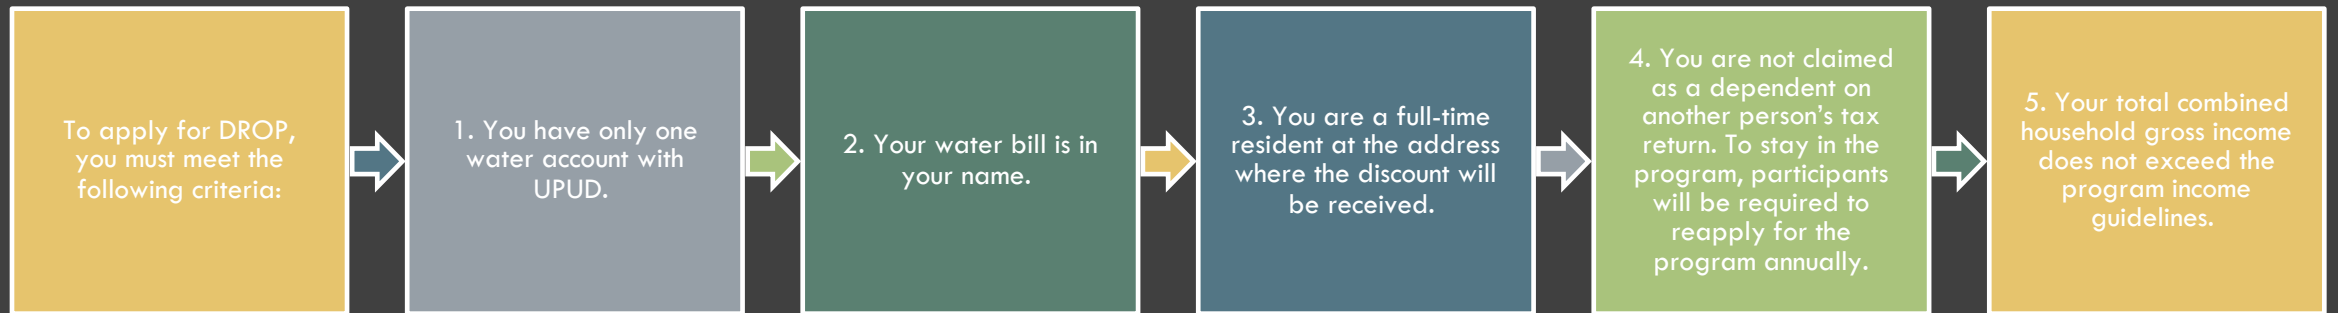 To apply for DROP,
you must meet the
following criteria:
1. You have only one
water account with
UPUD.
2. Your water bill is in
your name.
3. You are a full-time
resident at the address
where the discount will
be received.
4. You are not claimed
as a dependent on
another person’s tax
return. To stay in the
program, participants
will be required to
reapply for the
program annually.
5. Your total combined
household gross income
does not exceed the
program income
guidelines.